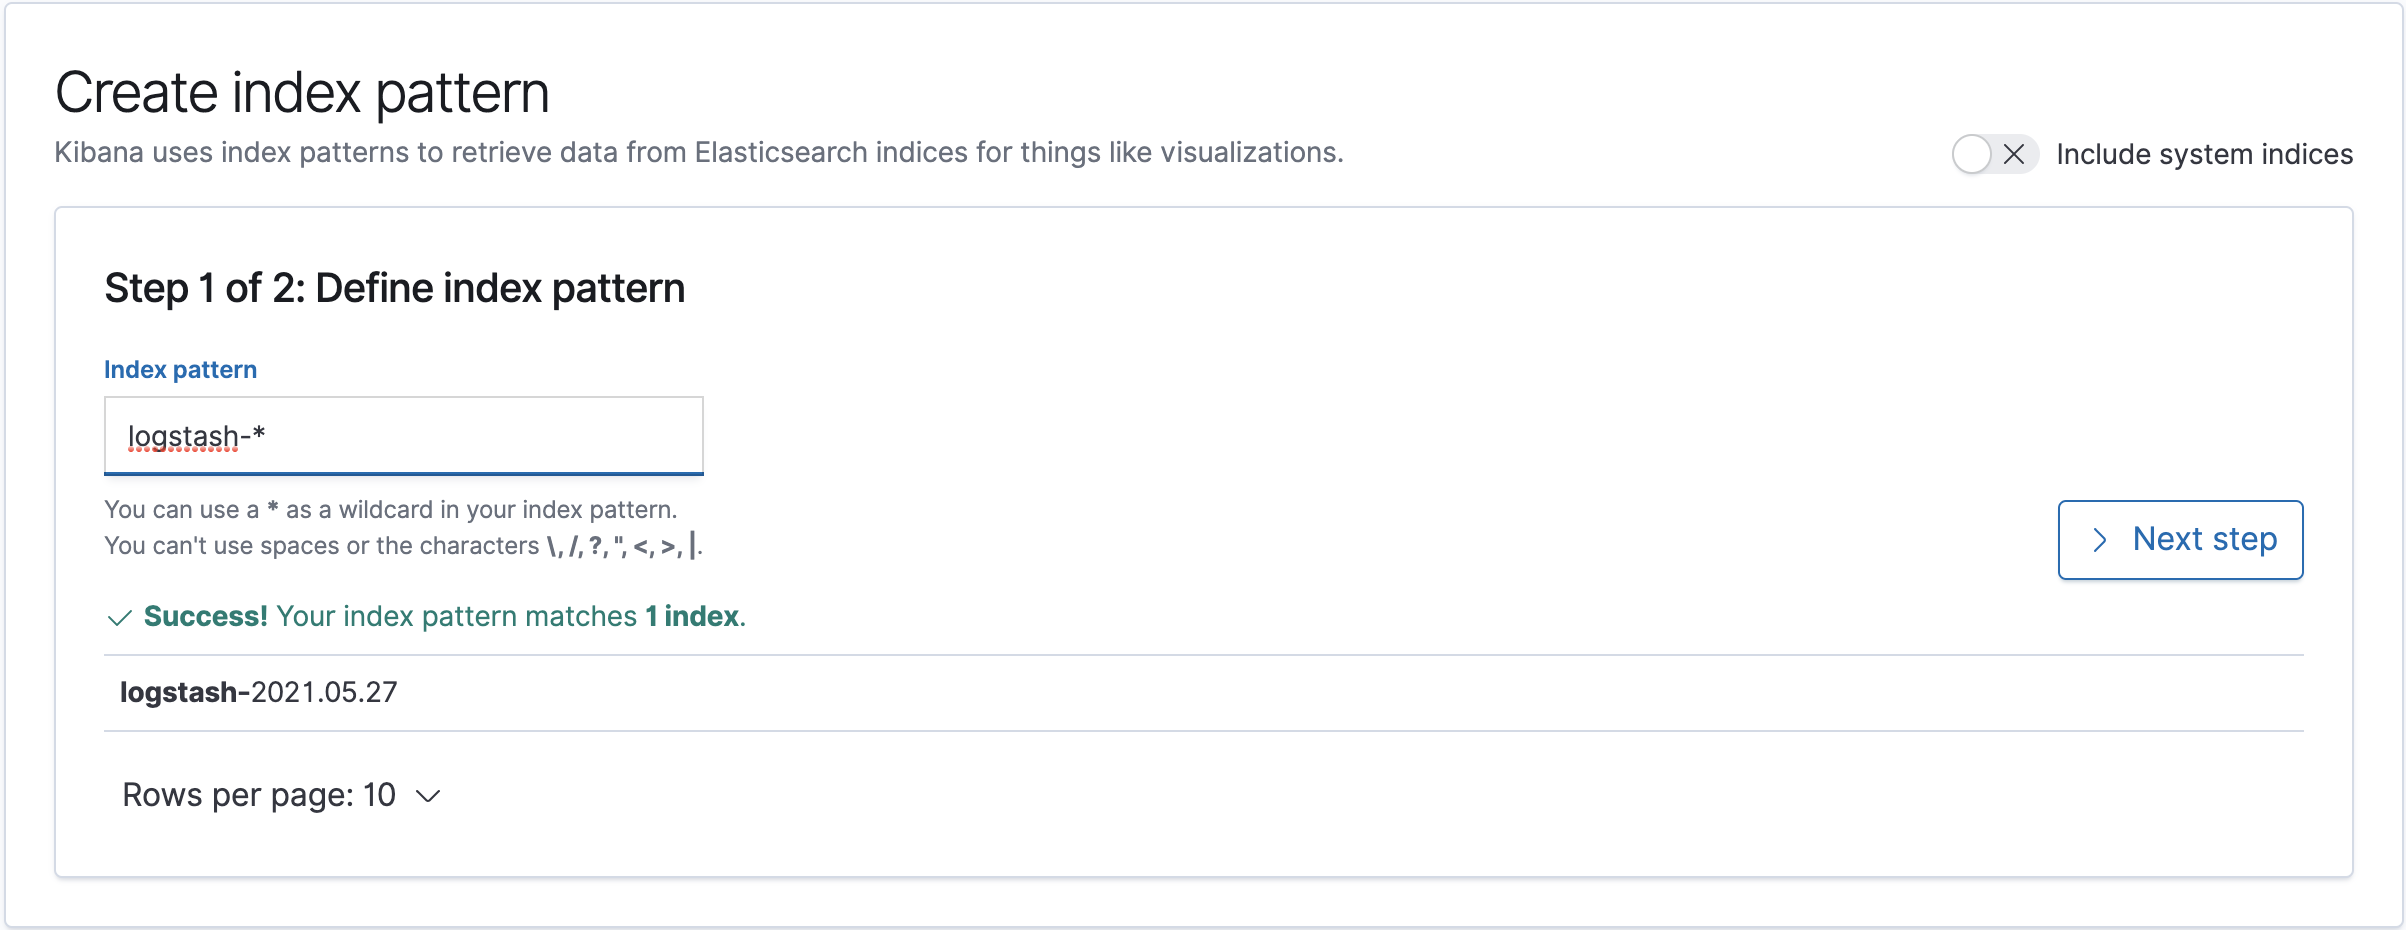 Create index pattern
Kibana uses index patterns to retrieve data from Elasticsearch indices for things like visualizations.
Include system indices
Step 1 of 2: Define index pattern
Index pattern
logstash-*
You can use a * as a wildcard in your index pattern.
You can't use spaces or the characters \, /, ?, ", <, >, |.
Next step
Success! Your index pattern matches 1 index.
logstash-2021.05.27
Rows per page: 10